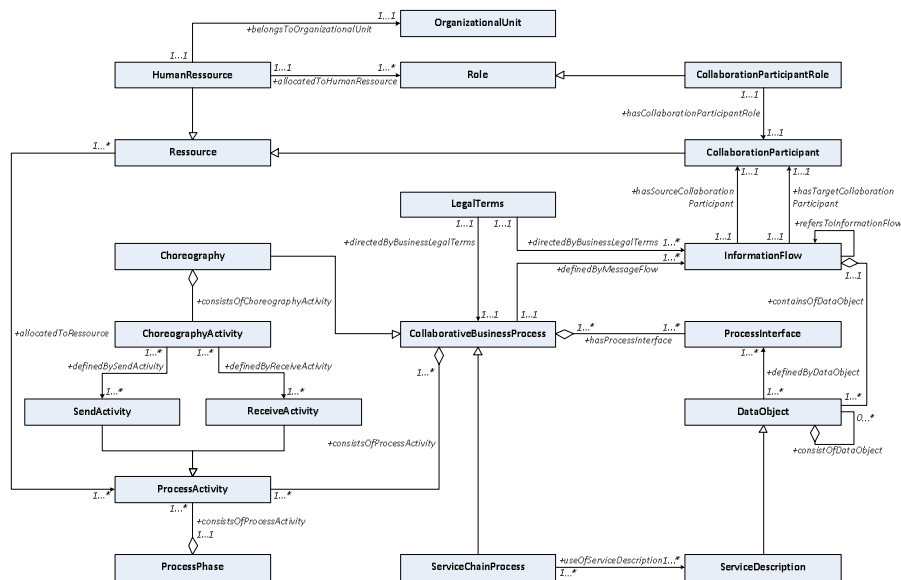 OrganizationalUnit
1...1
+belongsToOrganizationalUnit
1...1
HumanRessource
1...1
1...*
+allocatedToHumanRessource
Role
CollaborationParticipantRole
1...1
+hasCollaborationParticipantRole
1...1
1...*
Ressource
CollaborationParticipant
1...1
1...1
+hasSourceCollaboration
Participant
+hasTargetCollaboration
Participant
LegalTerms
1...1
1...1
+refersToInformationFlow
1...1
1...1
+directedByBusinessLegalTerms
+directedByBusinessLegalTerms
1...*
Choreography
1...*
InformationFlow
+definedByMessageFlow
1...1
+consistsOfChoreographyActivity
+containsOfDataObject
1...1
1...1
+allocatedToRessource
ChoreographyActivity
CollaborativeBusinessProcess
1...*
1...*
ProcessInterface
+hasProcessInterface
1...*
1...*
1...*
+definedBySendActivity
+definedByReceiveActivity
1...*
+definedByDataObject
1...*
1...*
1...*
1...*
SendActivity
ReceiveActivity
DataObject
0...*
+consistsOfProcessActivity
+consistOfDataObject
ProcessActivity
1...*
1...*
1...*
+consistsOfProcessActivity
1...1
ProcessPhase
ServiceChainProcess
+useOfServiceDescription
1...*
1...*
ServiceDescription